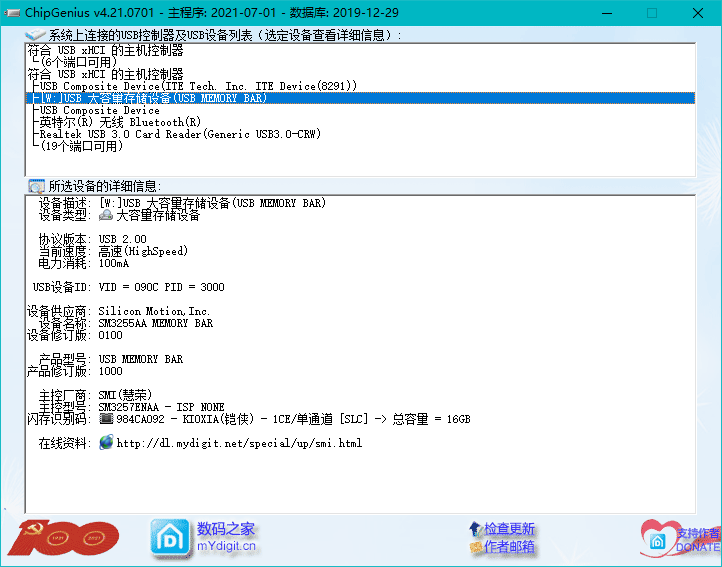 ChipGenius v4.21.0701 - 主程序: 2021-07-01 - 数据库: 2019-12-29
系统上连接的USB控制器及USB设备列表（选定设备查看详细信息）:
符合 USB xHCI 的主机控制器
(6个端口可用)
符合 USB xHCI 的主机控制器
USB Composite Device(ITE Tech. Inc. ITE Device(8291))
[W:]USB 大容量存储设备(USB MEMORY BAR)
USB Composite Device
英特尔(R) 无线 Bluetooth(R)
Realtek USB 3.0 Card Reader(Generic USB3.0-CRW)
(19个端口可用)
所选设备的详细信息:
设备描述: [W:]USB 大容量存储设备(USB MEMORY BAR)
设备类型: 大容量存储设备
协议版本: USB 2.00
当前速度: 高速(HighSpeed)
电力消耗: 100mA
USB设备ID: VID = 090C PID = 3000
设备供应商: Silicon Motion,Inc.
设备名称: SM3255AA MEMORY BAR
设备修订版: 0100
产品型号: USB MEMORY BAR
产品修订版: 1000
主控厂商: SMI(慧荣)
主控型号: SM3257ENAA - ISP NONE
闪存识别码: 984CA092 - KIOXIA(铠侠) - 1CE/单通道 [SLC] -> 总容量 = 16GB
在线资料: http://dl.mydigit.net/special/up/smi.html
1921 2021
数码之家
mYdigit.cn
检查更新
作者邮箱
支持作者
DONATE